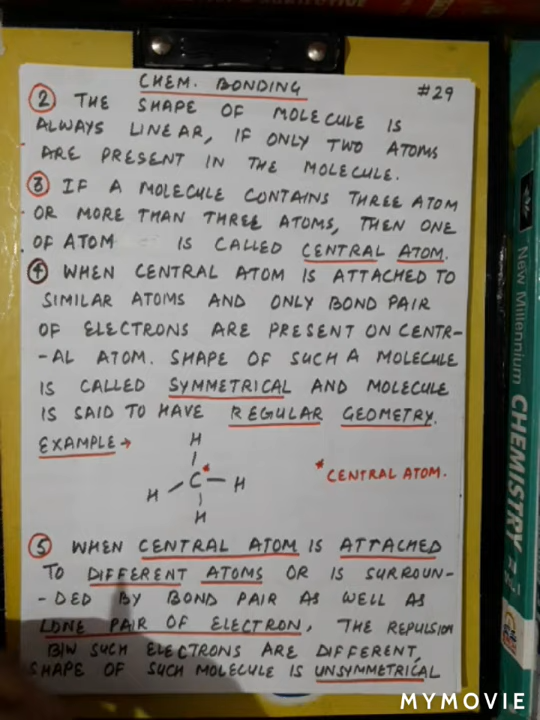 CHEM. BONDING #29
② THE SHAPE OF MOLECULE IS
ALWAYS LINEAR, IF ONLY TWO ATOMS
ARE PRESENT IN THE MOLECULE.
③ IF A MOLECULE CONTAINS THREE ATOM
OR MORE THAN THREE ATOMS, THEN ONE
OF ATOM IS CALLED CENTRAL ATOM.
④ WHEN CENTRAL ATOM IS ATTACHED TO
SIMILAR ATOMS AND ONLY BOND PAIR
OF ELECTRONS ARE PRESENT ON CENTR-
-AL ATOM. SHAPE OF SUCH A MOLECULE
IS CALLED SYMMETRICAL AND MOLECULE
IS SAID TO HAVE REGULAR GEOMETRY.
EXAMPLE→
H
H C* H
H
*CENTRAL ATOM.
⑤ WHEN CENTRAL ATOM IS ATTACHED
TO DIFFERENT ATOMS OR IS SURROUN-
-DED BY BOND PAIR AS WELL AS
LONE PAIR OF ELECTRON, THE REPULSION
B/W SUCH ELECTRONS ARE DIFFERENT,
SHAPE OF SUCH MOLECULE IS UNSYMMETRICAL
New Millennium CHEMISTRY
MYMOVIE